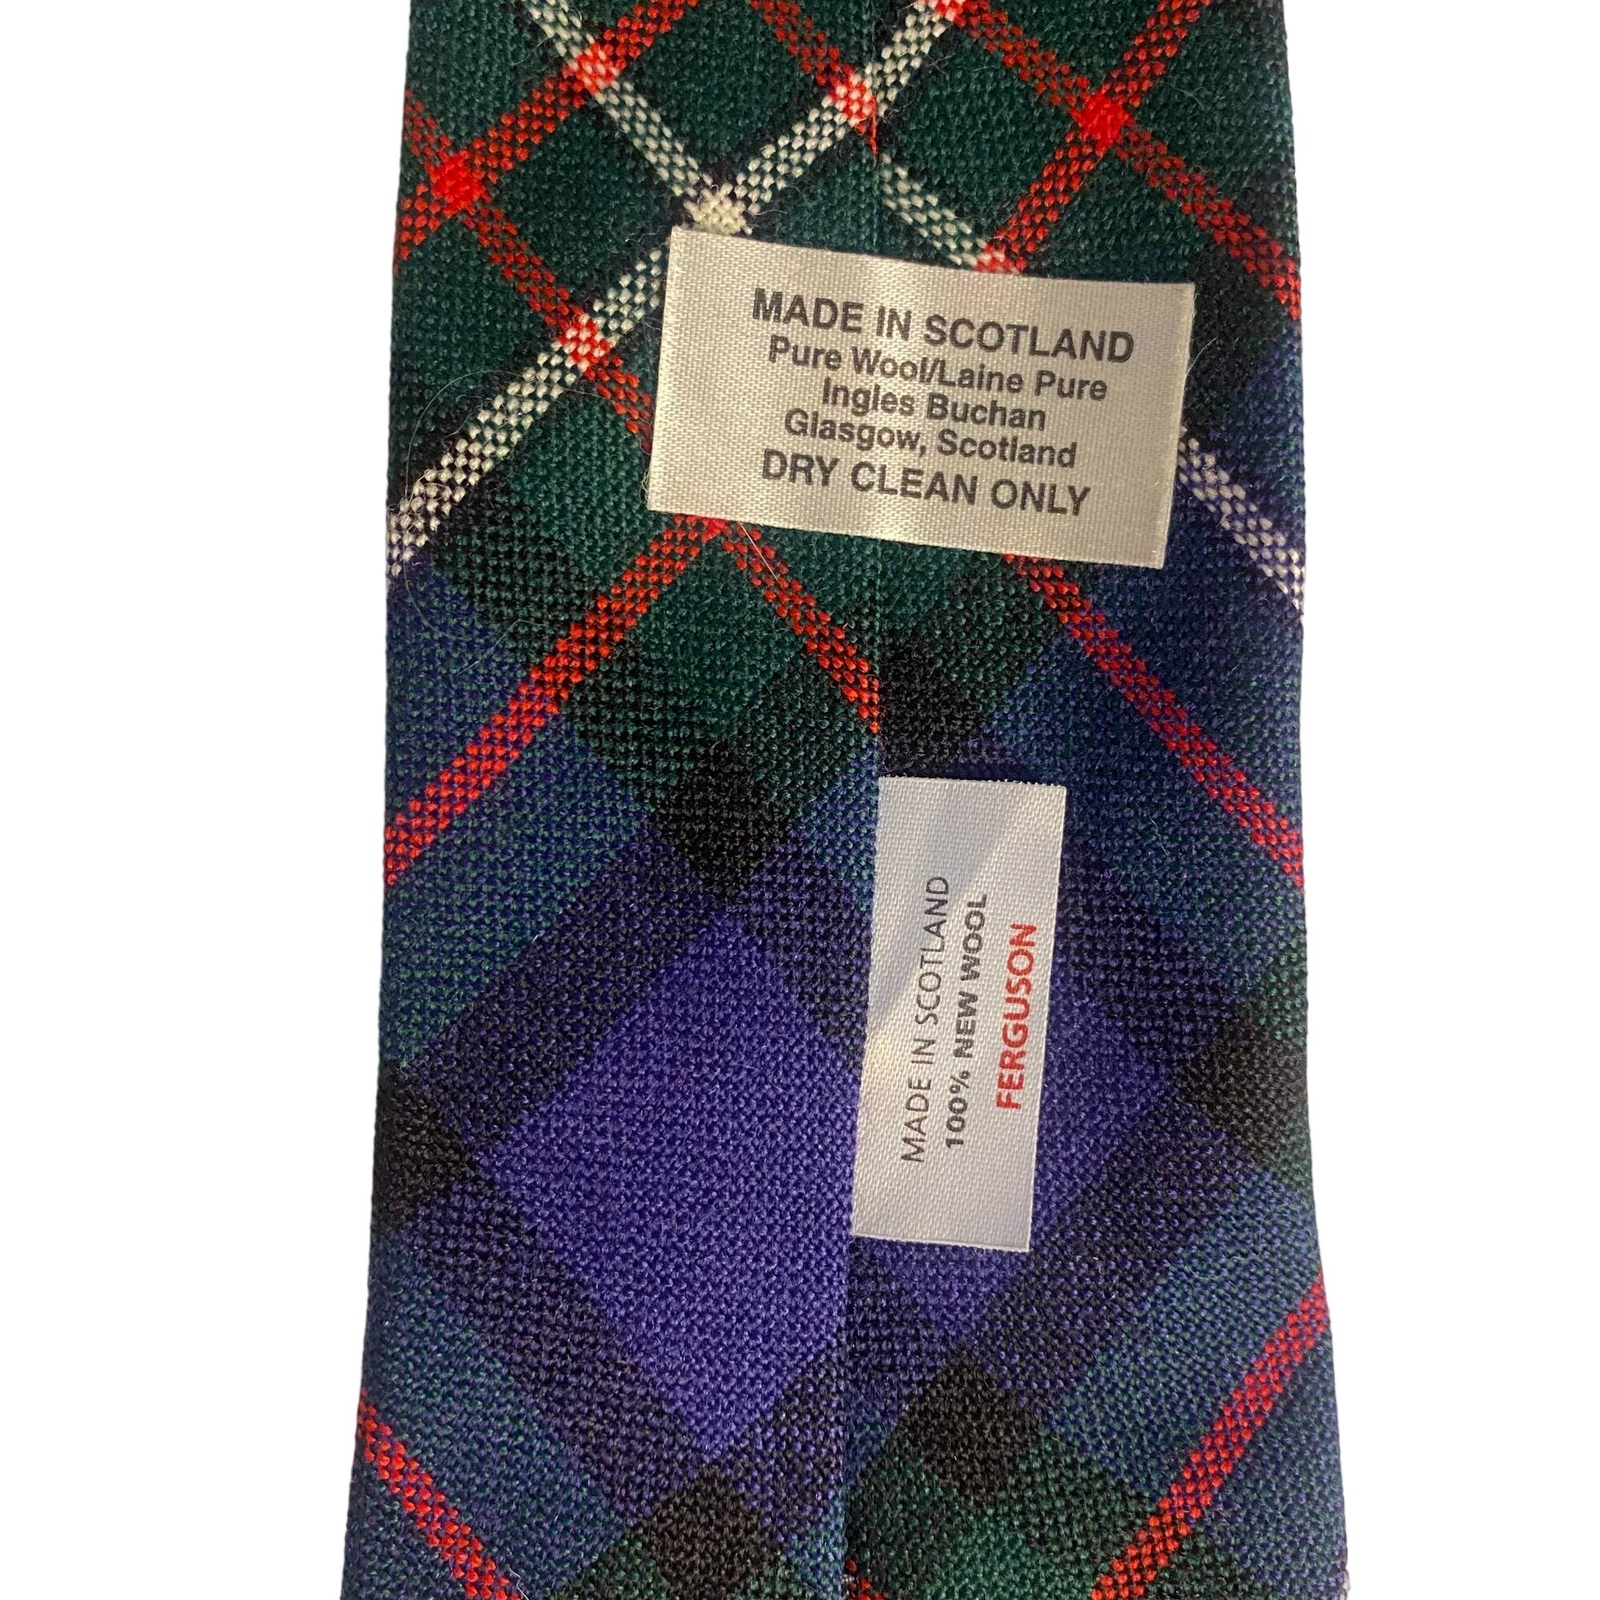 MADE IN SCOTLAND
Pure Wool/Laine Pure
Ingles Buchan
Glasgow, Scotland
DRY CLEAN ONLY
MADE IN SCOTLAND
100% NEW WOOL
FERGUSON